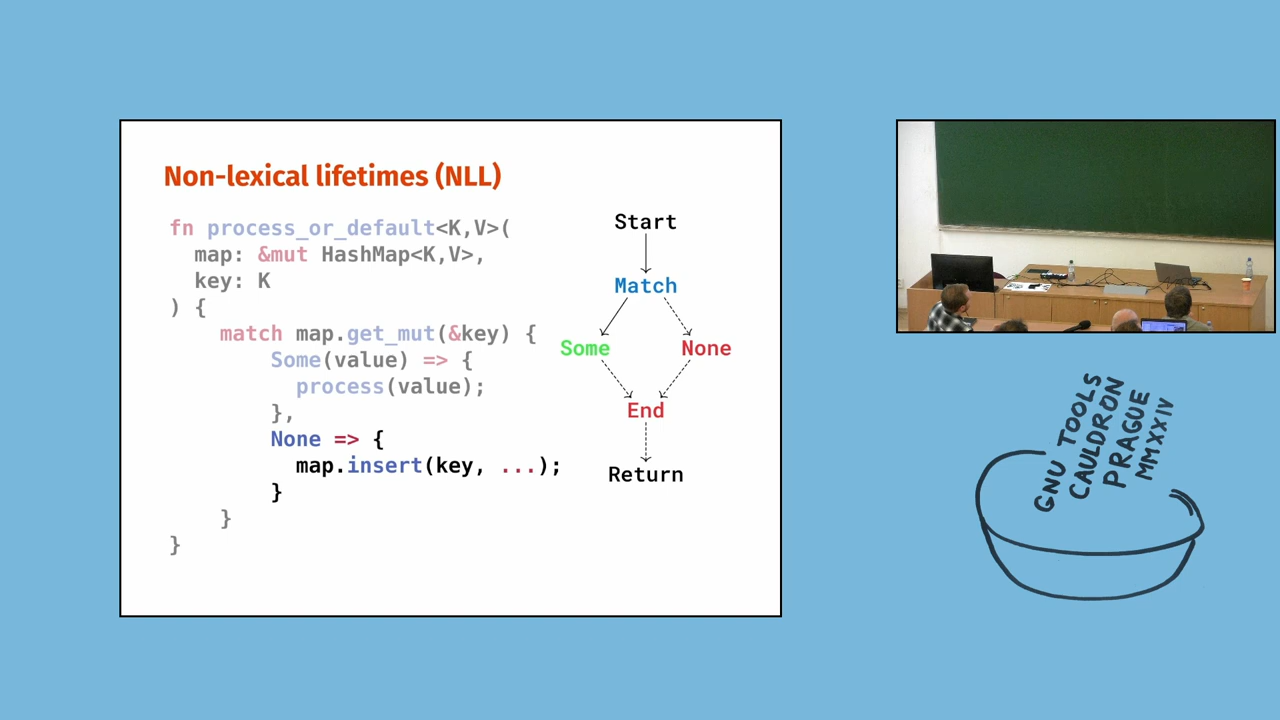 Non-lexical lifetimes (NLL)
fn process_or_default<K,V>(
  map: &mut HashMap<K,V>,
  key: K
) {
    match map.get_mut(&key) {
        Some(value) => {
          process(value);
        },
        None => {
          map.insert(key, ...);
        }
    }
}
Start
Match
Some
None
End
Return
GNU TOOLS
CAULDRON
PRAGUE
MMXXIV